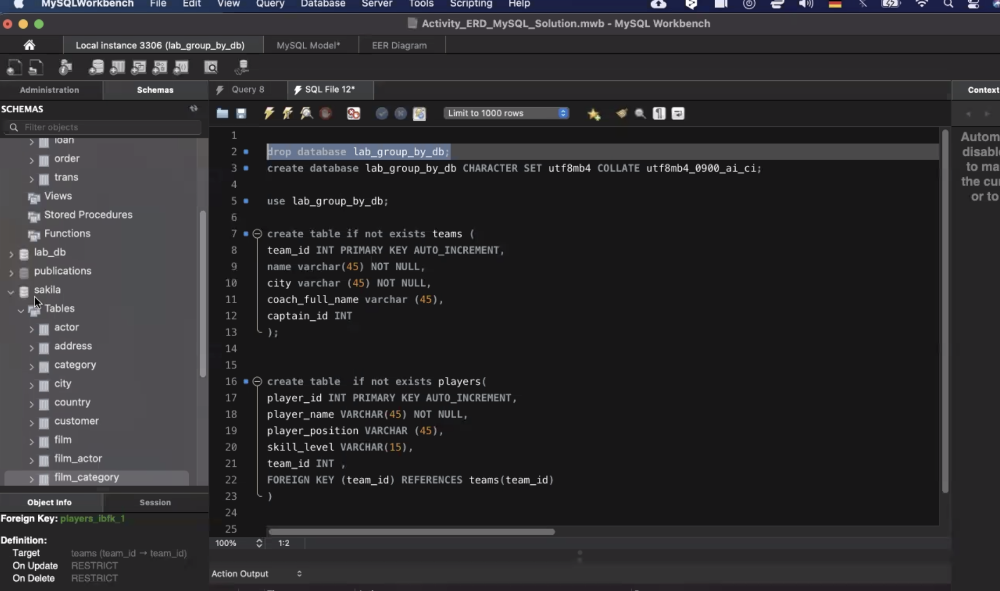 MySQLWorkbench File Edit View Query Database Server Tools Scripting Help
Activity_ERD_MySQL_Solution.mwb - MySQL Workbench
Local instance 3306 (lab_group_by_db) MySQL Model* EER Diagram
Administration Schemas Query 8 SQL File 12* Context
SCHEMAS
Limit to 1000 rows
Filter objects
loan
order
trans
Views
Stored Procedures
Functions
lab_db
publications
sakila
Tables
actor
address
category
city
country
customer
film
film_actor
film_category
1
2 drop database lab_group_by_db;
3 create database lab_group_by_db CHARACTER SET utf8mb4 COLLATE utf8mb4_0900_ai_ci;
4
5 use lab_group_by_db;
6
7 create table if not exists teams (
8 team_id INT PRIMARY KEY AUTO_INCREMENT,
9 name varchar(45) NOT NULL,
10 city varchar (45) NOT NULL,
11 coach_full_name varchar (45),
12 captain_id INT
13 );
14
15
16 create table  if not exists players(
17 player_id INT PRIMARY KEY AUTO_INCREMENT,
18 player_name VARCHAR(45) NOT NULL,
19 player_position VARCHAR (45),
20 skill_level VARCHAR(15),
21 team_id INT ,
22 FOREIGN KEY (team_id) REFERENCES teams(team_id)
23 )
24
25
to
the
or to
Object Info Session
Foreign Key: players_ibfk_1
Definition:
Target teams (team_id → team_id)
On Update RESTRICT
On Delete RESTRICT
100% 1:2
Action Output